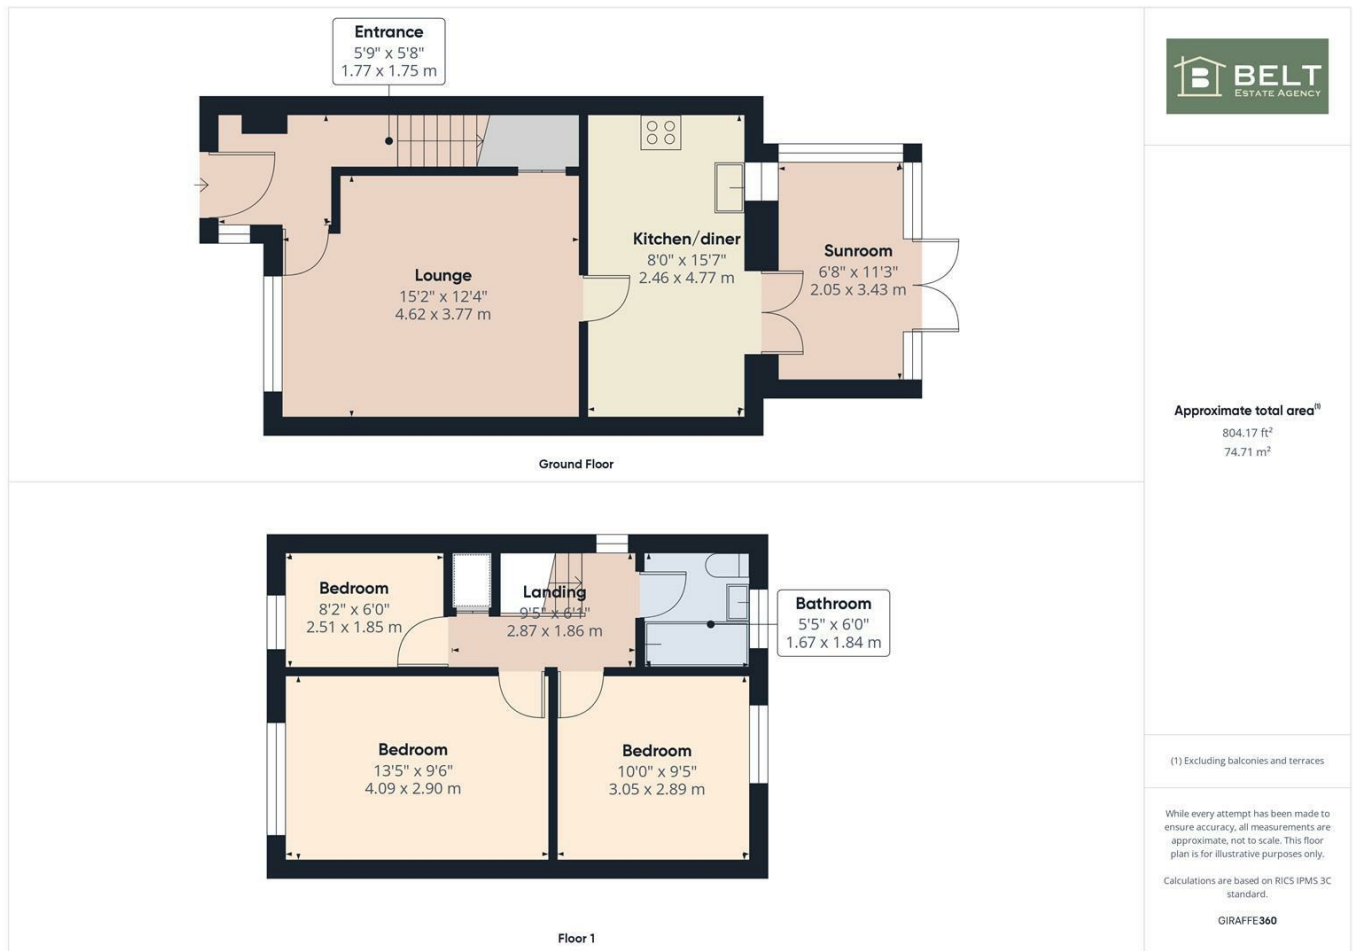 Entrance
5'9" x 5'8"
1.77 x 1.75 m
Lounge
15'2" x 12'4"
4.62 x 3.77 m
Kitchen/diner
8'0" x 15'7"
2.46 x 4.77 m
Sunroom
6'8" x 11'3"
2.05 x 3.43 m
Ground Floor
Bedroom
8'2" x 6'0"
2.51 x 1.85 m
Landing
9'5" x 6'1"
2.87 x 1.86 m
Bathroom
5'5" x 6'0"
1.67 x 1.84 m
Bedroom
13'5" x 9'6"
4.09 x 2.90 m
Bedroom
10'0" x 9'5"
3.05 x 2.89 m
Floor 1
B BELT
ESTATE AGENCY
Approximate total area⁽¹⁾
804.17 ft²
74.71 m²
(1) Excluding balconies and terraces
While every attempt has been made to
ensure accuracy, all measurements are
approximate, not to scale. This floor
plan is for illustrative purposes only.
Calculations are based on RICS IPMS 3C
standard.
GIRAFFE360